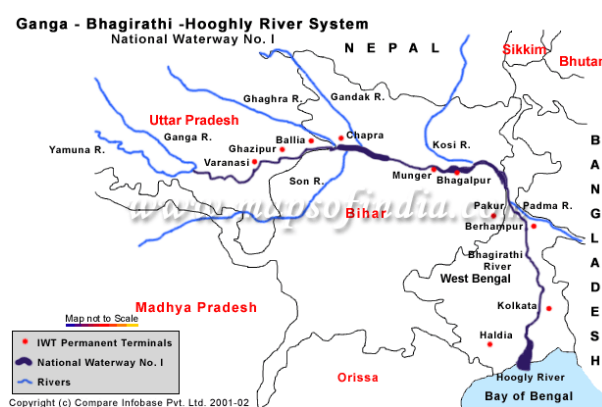 Ganga - Bhagirathi -Hooghly River System
National Waterway No. I
N E P A L
Sikkim
Bhutan
Ghaghra R.
Gandak R.
Uttar Pradesh
Ganga R.
Ballia
Chapra
Yamuna R.
Ghazipur
Kosi R.
Varanasi
Munger
Son R.
Bhagalpur
www.mapsofindia.com
Bihar
Pakur
Padma R.
Berhampur
BANGLADESH
Bhagirathi
River
West Bengal
Madhya Pradesh
Kolkata
Map not to Scale
Haldia
IWT Permanent Terminals
National Waterway No. I
Rivers
Orissa
Hoogly River
Bay of Bengal
Copyright (c) Compare Infobase Pvt. Ltd. 2001-02